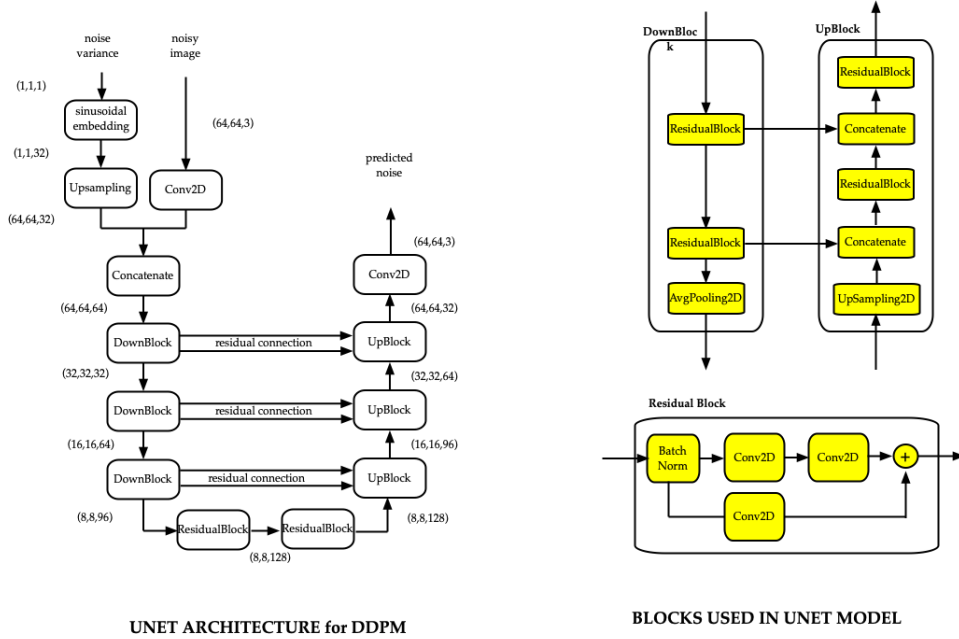 noise
variance
noisy
image
(1,1,1)
sinusoidal
embedding
(64,64,3)
(1,1,32)
Upsampling
Conv2D
(64,64,32)
Concatenate
(64,64,64)
DownBlock
residual connection
(32,32,32)
DownBlock
residual connection
(16,16,64)
DownBlock
residual connection
(8,8,96)
ResidualBlock
ResidualBlock
(8,8,128)
predicted
noise
(64,64,3)
Conv2D
(64,64,32)
UpBlock
(32,32,64)
UpBlock
(16,16,96)
UpBlock
(8,8,128)
UNET ARCHITECTURE for DDPM
DownBloc
k
ResidualBlock
ResidualBlock
AvgPooling2D
UpBlock
ResidualBlock
Concatenate
ResidualBlock
Concatenate
UpSampling2D
Residual Block
Batch
Norm
Conv2D
Conv2D
+
Conv2D
BLOCKS USED IN UNET MODEL